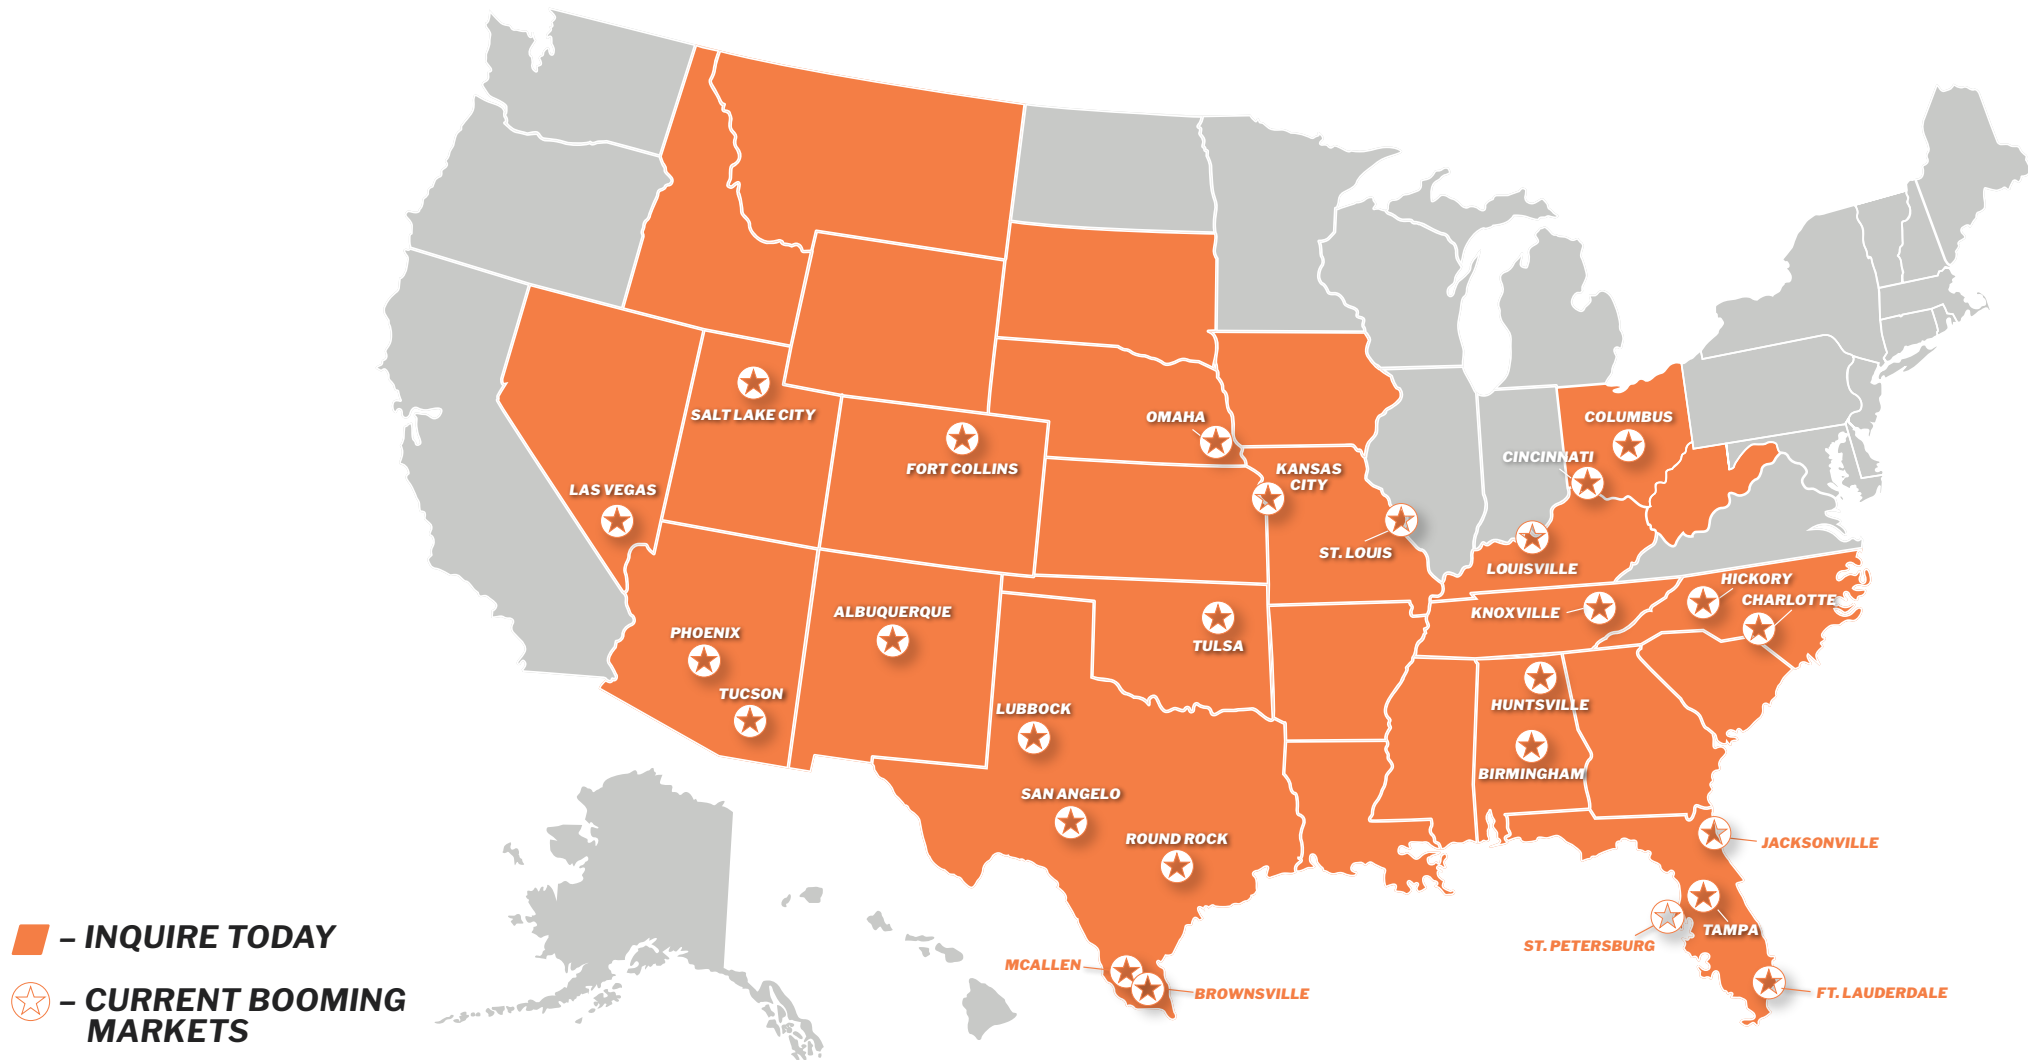 SALT LAKE CITY
OMAHA
COLUMBUS
FORT COLLINS
CINCINNATI
KANSAS
CITY
LAS VEGAS
ST. LOUIS
LOUISVILLE
HICKORY
CHARLOTTE
ALBUQUERQUE
KNOXVILLE
PHOENIX
TULSA
TUCSON
LUBBOCK
HUNTSVILLE
BIRMINGHAM
SAN ANGELO
ROUND ROCK
JACKSONVILLE
TAMPA
ST. PETERSBURG
MCALLEN
BROWNSVILLE
FT. LAUDERDALE
– INQUIRE TODAY
– CURRENT BOOMING
MARKETS